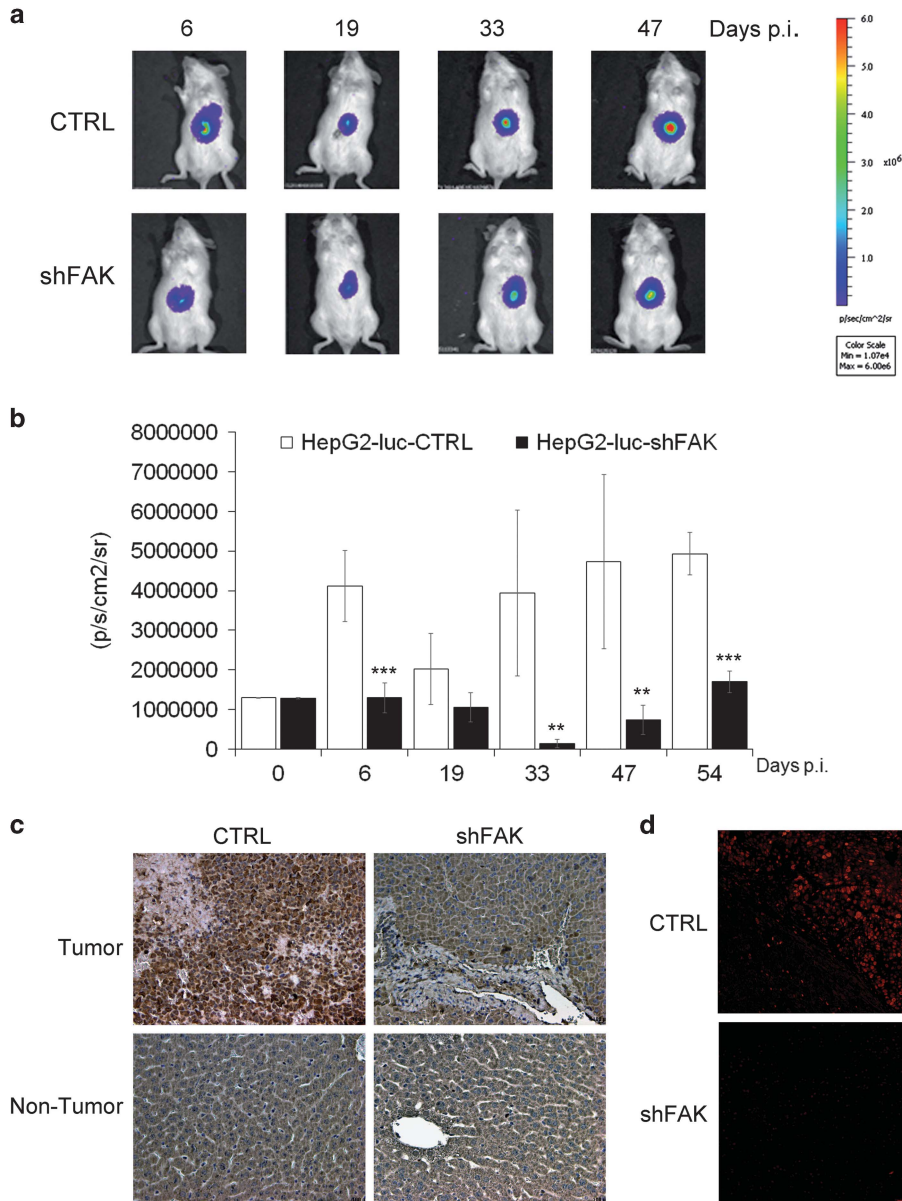 a
6 19 33 47 Days p.i.
CTRL
shFAK
6.0
5.0
4.0
3.0 x10^6
2.0
1.0
p/sec/cm^2/sr
Color Scale
Min = 1.07e4
Max = 6.00e6
b
HepG2-luc-CTRL HepG2-luc-shFAK
(p/s/cm2/sr)
8000000
7000000
6000000
5000000
4000000
3000000
2000000
1000000
0
*** ** ** ***
0 6 19 33 47 54 Days p.i.
c
CTRL shFAK
Tumor
Non-Tumor
d
CTRL
shFAK